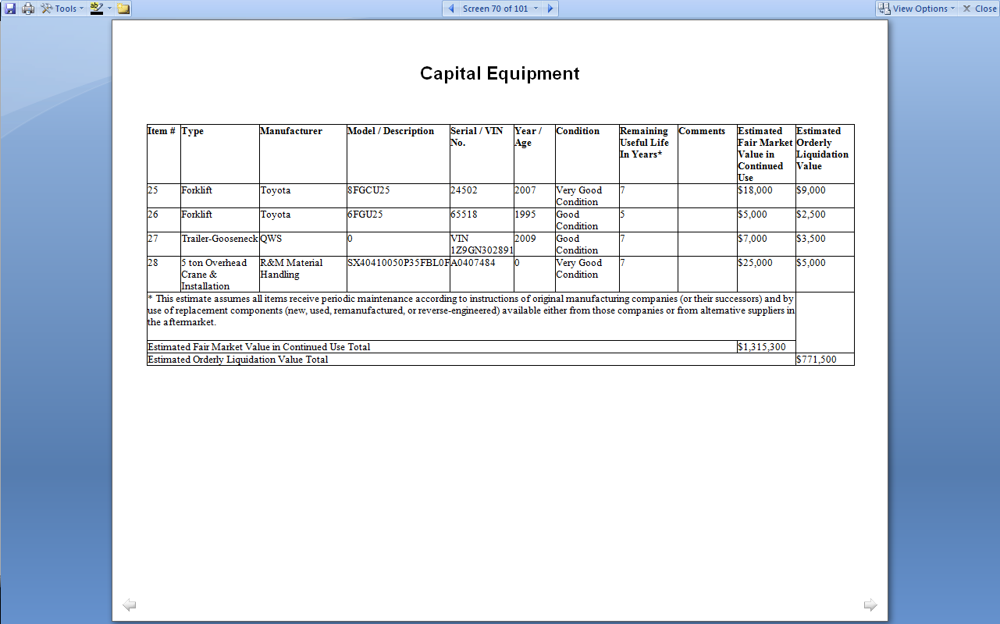 Tools
ab
Screen 70 of 101
View Options
Close
Capital Equipment
Item # Type Manufacturer Model / Description Serial / VIN No. Year / Age Condition Remaining Useful Life In Years* Comments Estimated Fair Market Value in Continued Use Estimated Orderly Liquidation Value
25 Forklift Toyota 8FGCU25 24502 2007 Very Good Condition 7 $18,000 $9,000
26 Forklift Toyota 6FGU25 65518 1995 Good Condition 5 $5,000 $2,500
27 Trailer-Gooseneck QWS 0 VIN 1Z9GN302891 2009 Good Condition 7 $7,000 $3,500
28 5 ton Overhead Crane & Installation R&M Material Handling SX40410050P35FBL0F A0407484 0 Very Good Condition 7 $25,000 $5,000
* This estimate assumes all items receive periodic maintenance according to instructions of original manufacturing companies (or their successors) and by
use of replacement components (new, used, remanufactured, or reverse-engineered) available either from those companies or from alternative suppliers in
the aftermarket.
Estimated Fair Market Value in Continued Use Total $1,315,300
Estimated Orderly Liquidation Value Total $771,500